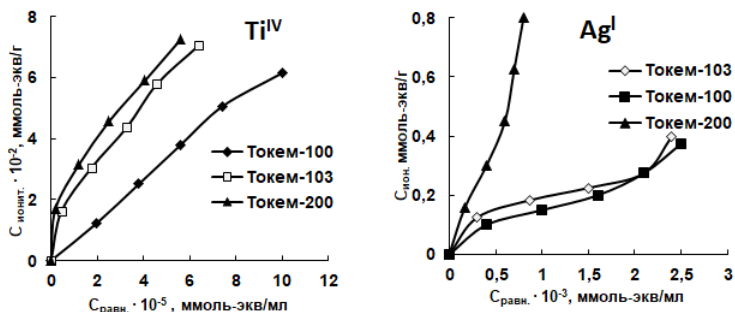 Ti^IV
C ионит. · 10^-2, ммоль-экв/г
8
6
4
2
0
Токем-100
Токем-103
Токем-200
0 2 4 6 8 10 12
Cравн. · 10^-5 , ммоль-экв/мл
Ag^I
Cион. ммоль-экв/г
0,8
0,6
0,4
0,2
0
Токем-103
Токем-100
Токем-200
0 0,5 1 1,5 2 2,5 3
Cравн. · 10^-3, ммоль-экв/мл